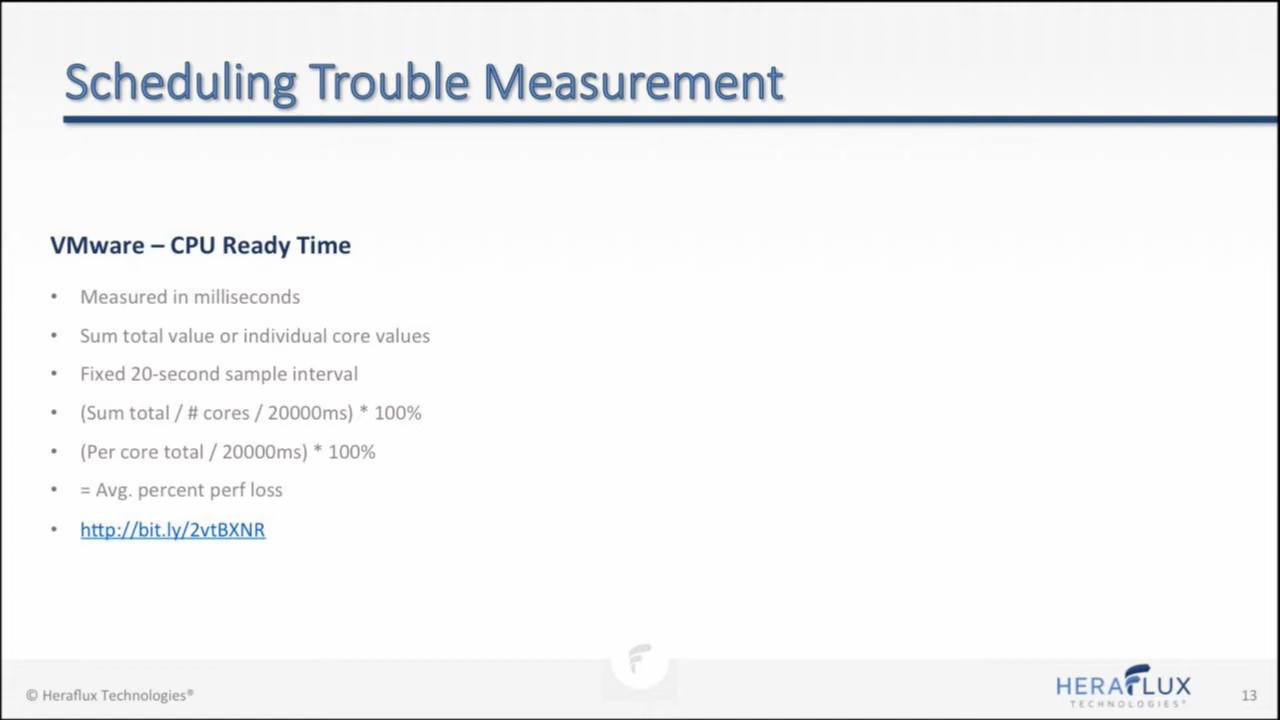 Scheduling Trouble Measurement
VMware – CPU Ready Time
• Measured in milliseconds
• Sum total value or individual core values
• Fixed 20-second sample interval
• (Sum total / # cores / 20000ms) * 100%
• (Per core total / 20000ms) * 100%
• = Avg. percent perf loss
• http://bit.ly/2vtBXNR
© Heraflux Technologies®
HERAFLUX
TECHNOLOGIES®
13